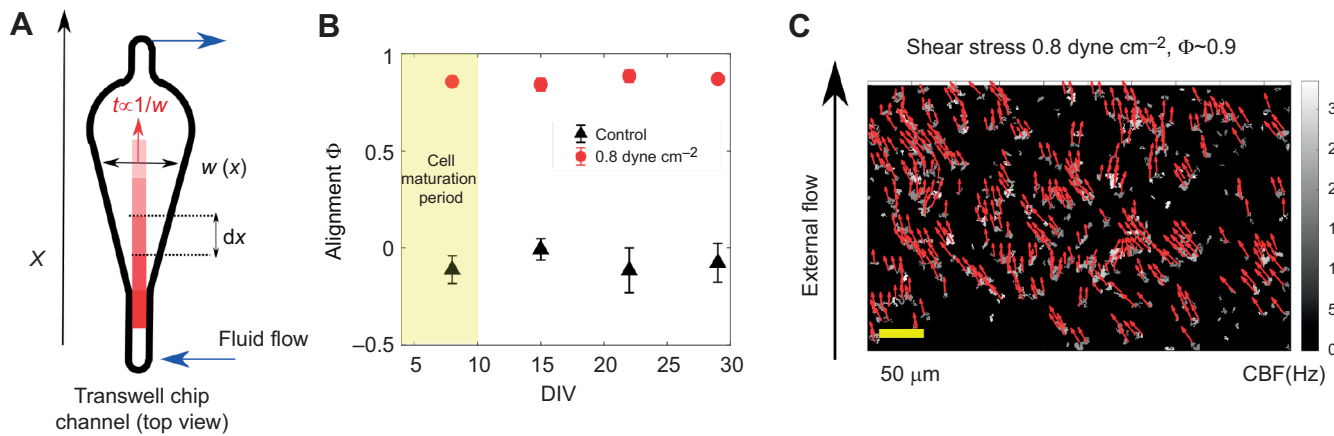 A
X
t∝1/w
w (x)
dx
Fluid flow
Transwell chip
channel (top view)
B
Alignment Φ
1
0.5
0
–0.5
Cell
maturation
period
Control
0.8 dyne cm–2
5
10
15
20
25
30
DIV
C
Shear stress 0.8 dyne cm–2, Φ~0.9
External flow
50 μm
CBF(Hz)